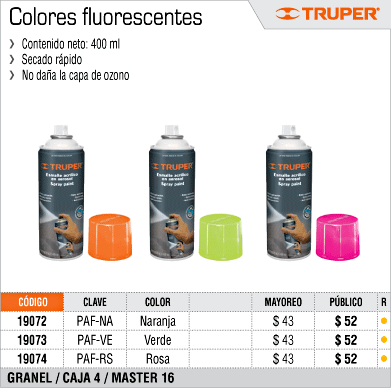 Colores fluorescentes
TRUPER®
Contenido neto: 400 ml
Secado rápido
No daña la capa de ozono
TRUPER
Esmalte acrílico
en aerosol
Spray paint
TRUPER
Esmalte acrílico
en aerosol
Spray paint
TRUPER
Esmalte acrílico
en aerosol
Spray paint
CÓDIGO CLAVE COLOR MAYOREO PÚBLICO R
19072 PAF-NA Naranja $ 43 $ 52
19073 PAF-VE Verde $ 43 $ 52
19074 PAF-RS Rosa $ 43 $ 52
GRANEL / CAJA 4 / MASTER 16